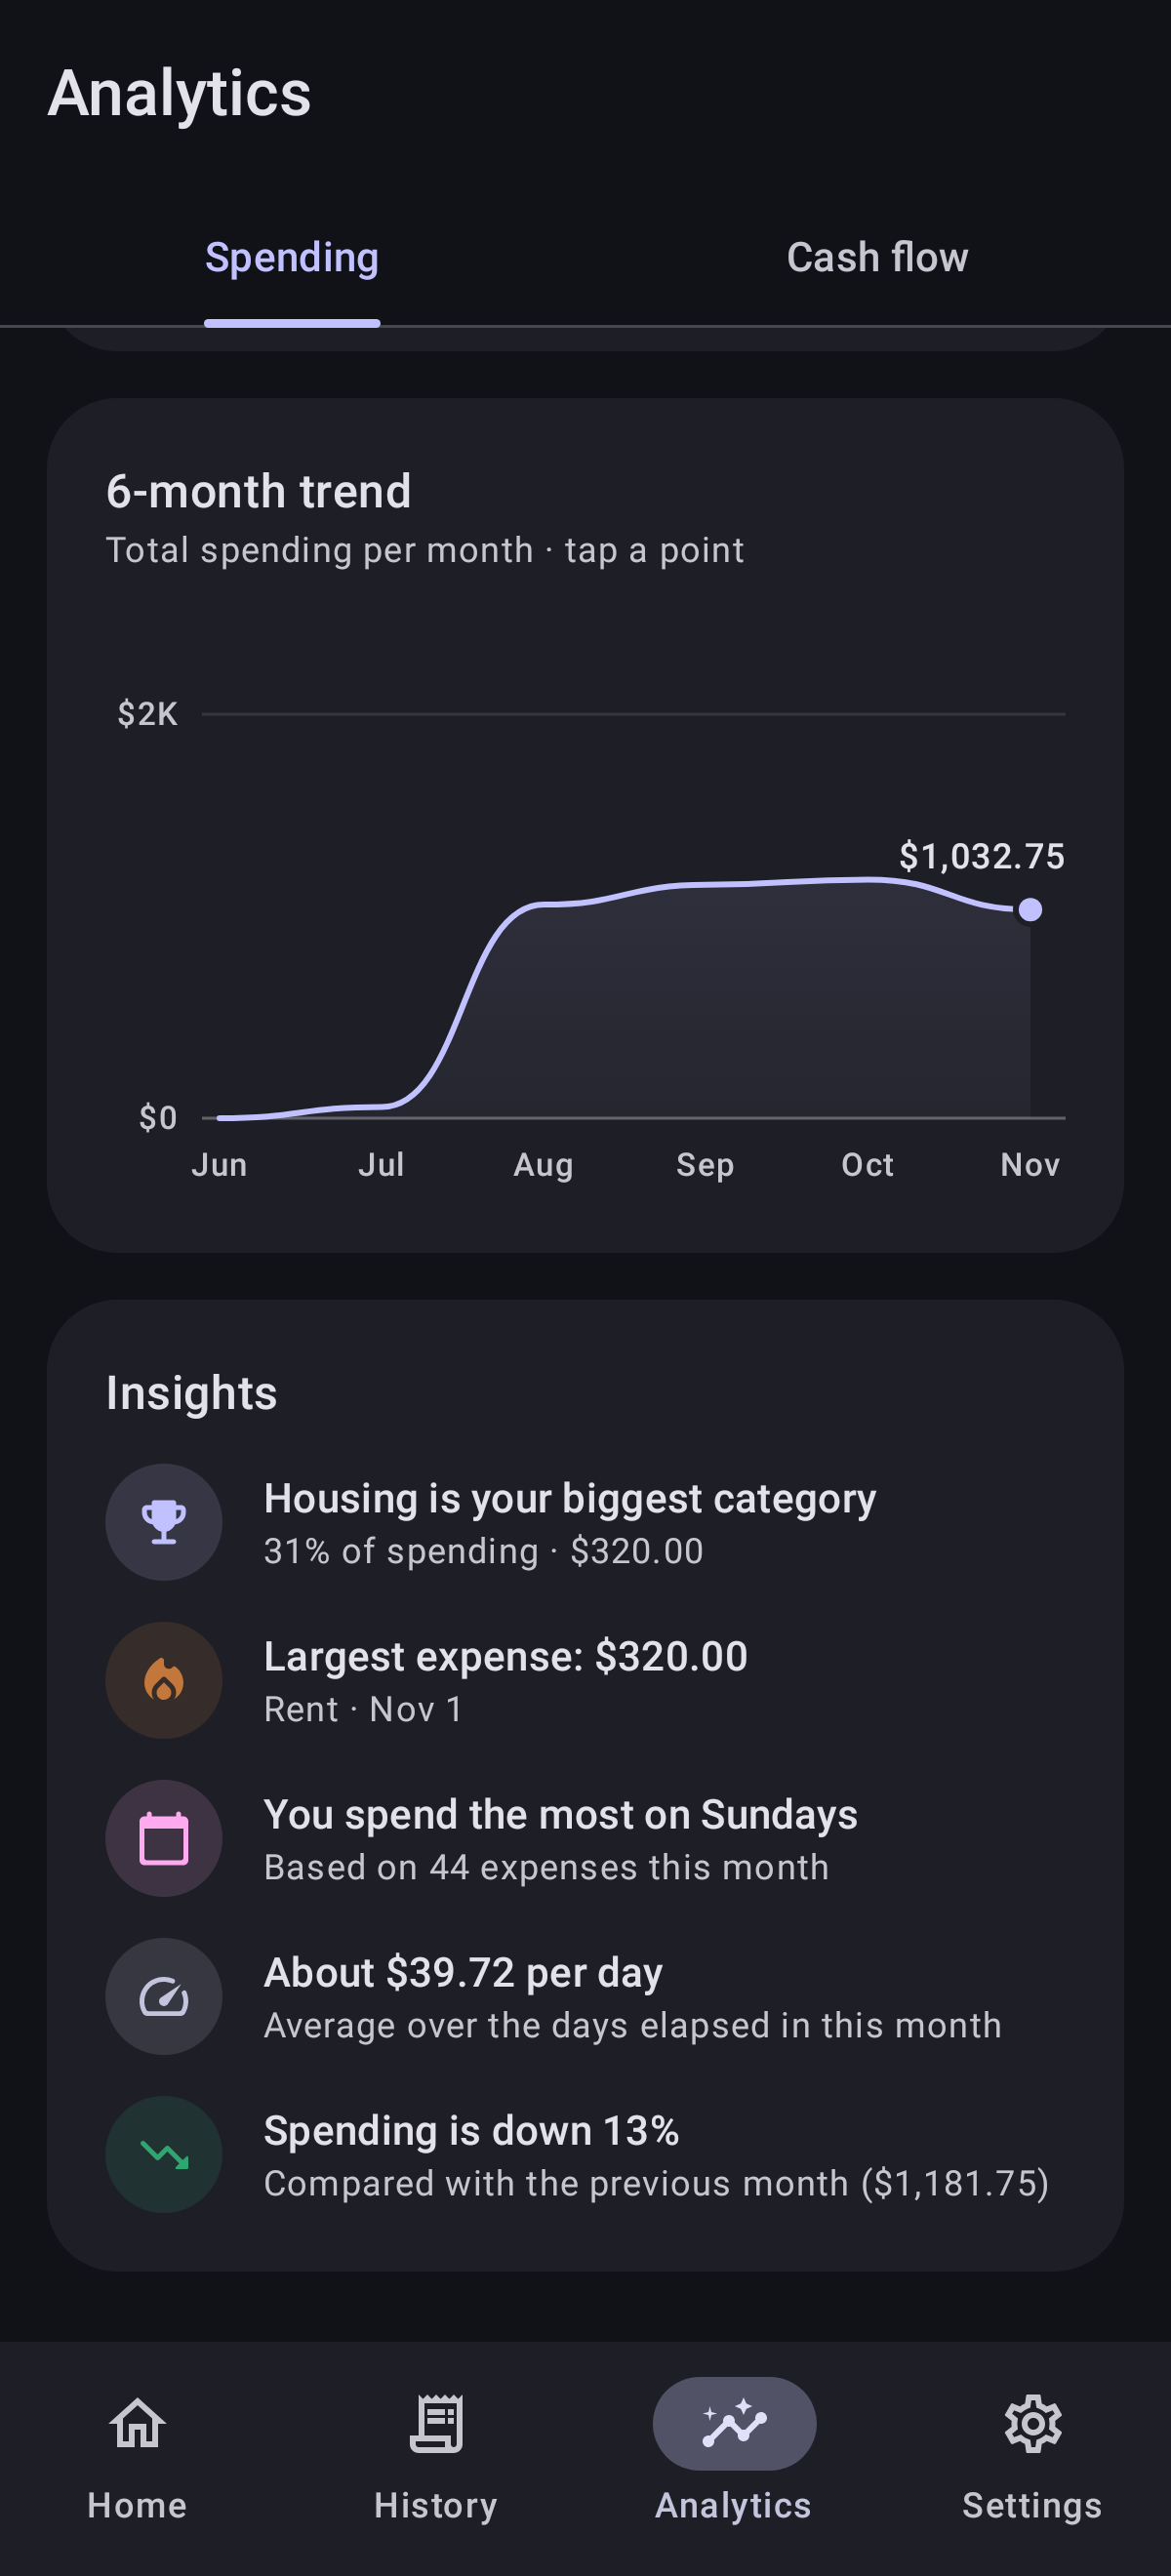 Analytics
Spending
Cash flow
6-month trend
Total spending per month · tap a point
$2K
$1,032.75
$0
Jun Jul Aug Sep Oct Nov
Insights
Housing is your biggest category
31% of spending · $320.00
Largest expense: $320.00
Rent · Nov 1
You spend the most on Sundays
Based on 44 expenses this month
About $39.72 per day
Average over the days elapsed in this month
Spending is down 13%
Compared with the previous month ($1,181.75)
Home History Analytics Settings